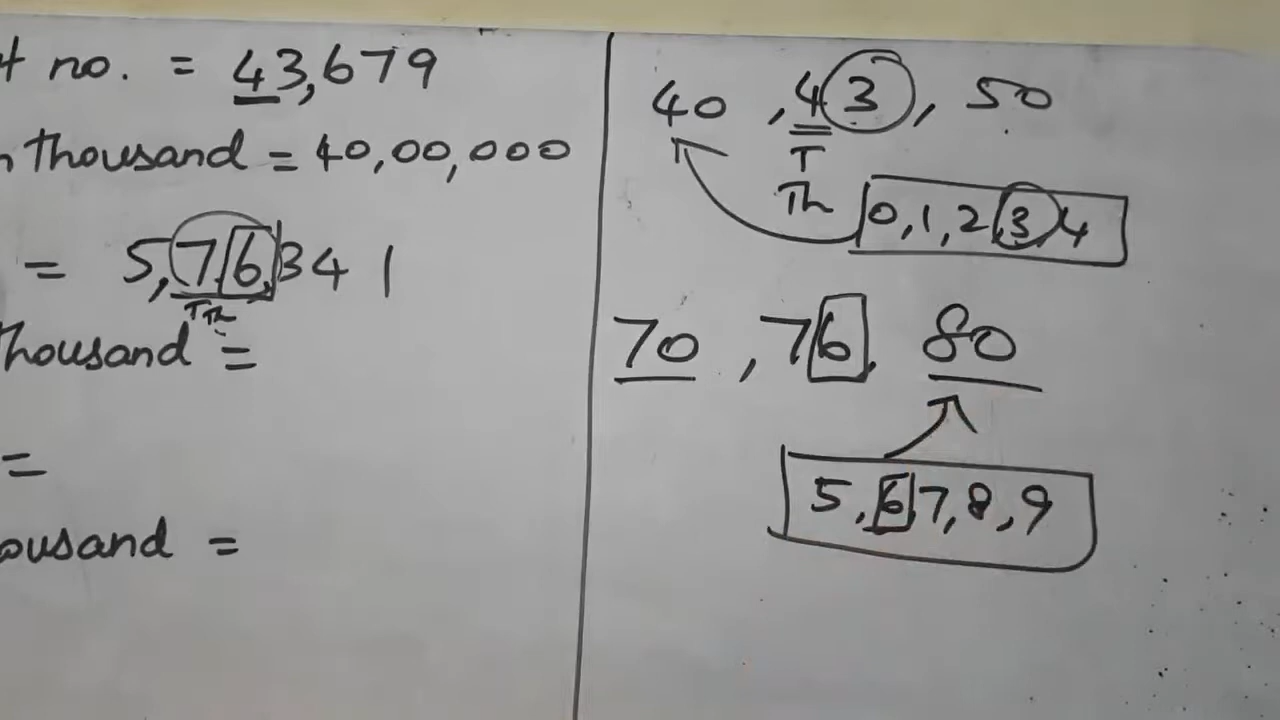 no. = 43,679
thousand = 40,00,000
= 5,76,341
T Th
thousand =
=
ousand =
40, 43, 50
T
Th
0,1,2,3,4
70, 76, 80
5,6,7,8,9